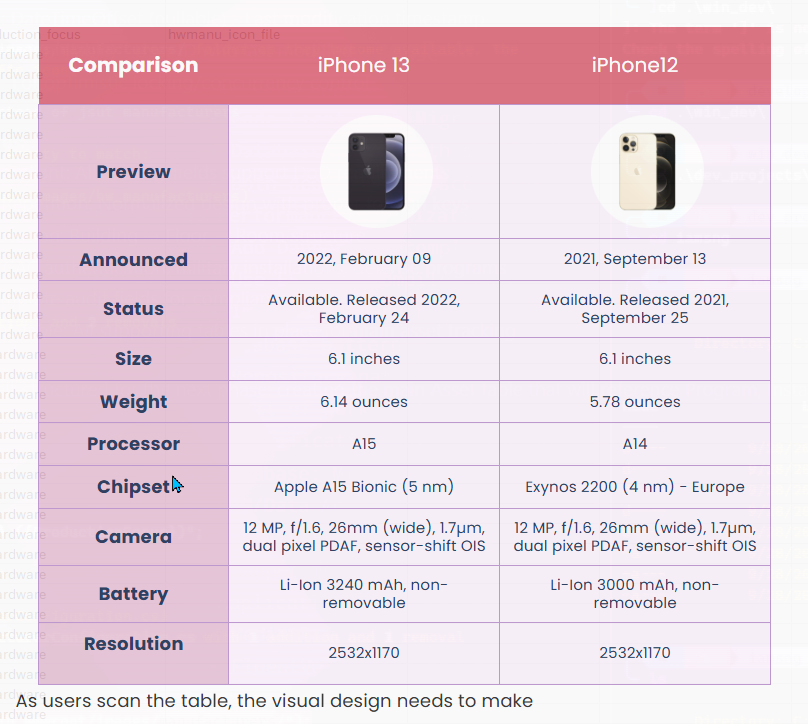 duction_focus hwmanu_icon_file
Comparison iPhone 13 iPhone12
Preview
Announced 2022, February 09 2021, September 13
Status Available. Released 2022, February 24 Available. Released 2021, September 25
Size 6.1 inches 6.1 inches
Weight 6.14 ounces 5.78 ounces
Processor A15 A14
Chipset Apple A15 Bionic (5 nm) Exynos 2200 (4 nm) - Europe
Camera 12 MP, f/1.6, 26mm (wide), 1.7µm, dual pixel PDAF, sensor-shift OIS 12 MP, f/1.6, 26mm (wide), 1.7µm, dual pixel PDAF, sensor-shift OIS
Battery Li-Ion 3240 mAh, non-removable Li-Ion 3000 mAh, non-removable
Resolution 2532x1170 2532x1170
As users scan the table, the visual design needs to make